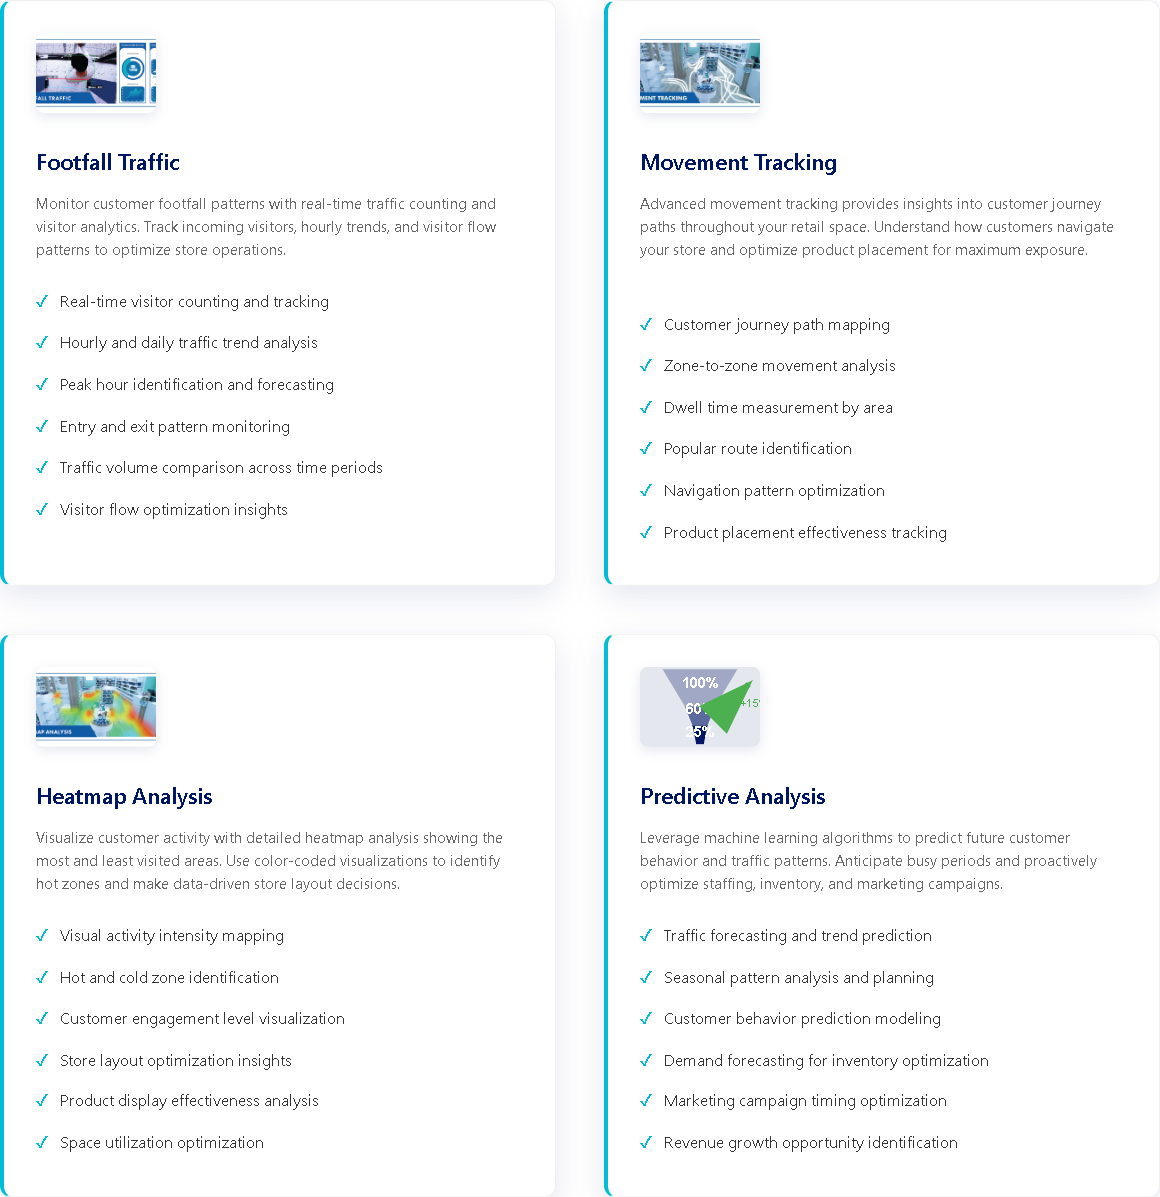 FALL TRAFFIC
Footfall Traffic
Monitor customer footfall patterns with real-time traffic counting and
visitor analytics. Track incoming visitors, hourly trends, and visitor flow
patterns to optimize store operations.
✓ Real-time visitor counting and tracking
✓ Hourly and daily traffic trend analysis
✓ Peak hour identification and forecasting
✓ Entry and exit pattern monitoring
✓ Traffic volume comparison across time periods
✓ Visitor flow optimization insights
MENT TRACKING
Movement Tracking
Advanced movement tracking provides insights into customer journey
paths throughout your retail space. Understand how customers navigate
your store and optimize product placement for maximum exposure.
✓ Customer journey path mapping
✓ Zone-to-zone movement analysis
✓ Dwell time measurement by area
✓ Popular route identification
✓ Navigation pattern optimization
✓ Product placement effectiveness tracking
AP ANALYSIS
Heatmap Analysis
Visualize customer activity with detailed heatmap analysis showing the
most and least visited areas. Use color-coded visualizations to identify
hot zones and make data-driven store layout decisions.
✓ Visual activity intensity mapping
✓ Hot and cold zone identification
✓ Customer engagement level visualization
✓ Store layout optimization insights
✓ Product display effectiveness analysis
✓ Space utilization optimization
100%
60
+15
25%
Predictive Analysis
Leverage machine learning algorithms to predict future customer
behavior and traffic patterns. Anticipate busy periods and proactively
optimize staffing, inventory, and marketing campaigns.
✓ Traffic forecasting and trend prediction
✓ Seasonal pattern analysis and planning
✓ Customer behavior prediction modeling
✓ Demand forecasting for inventory optimization
✓ Marketing campaign timing optimization
✓ Revenue growth opportunity identification